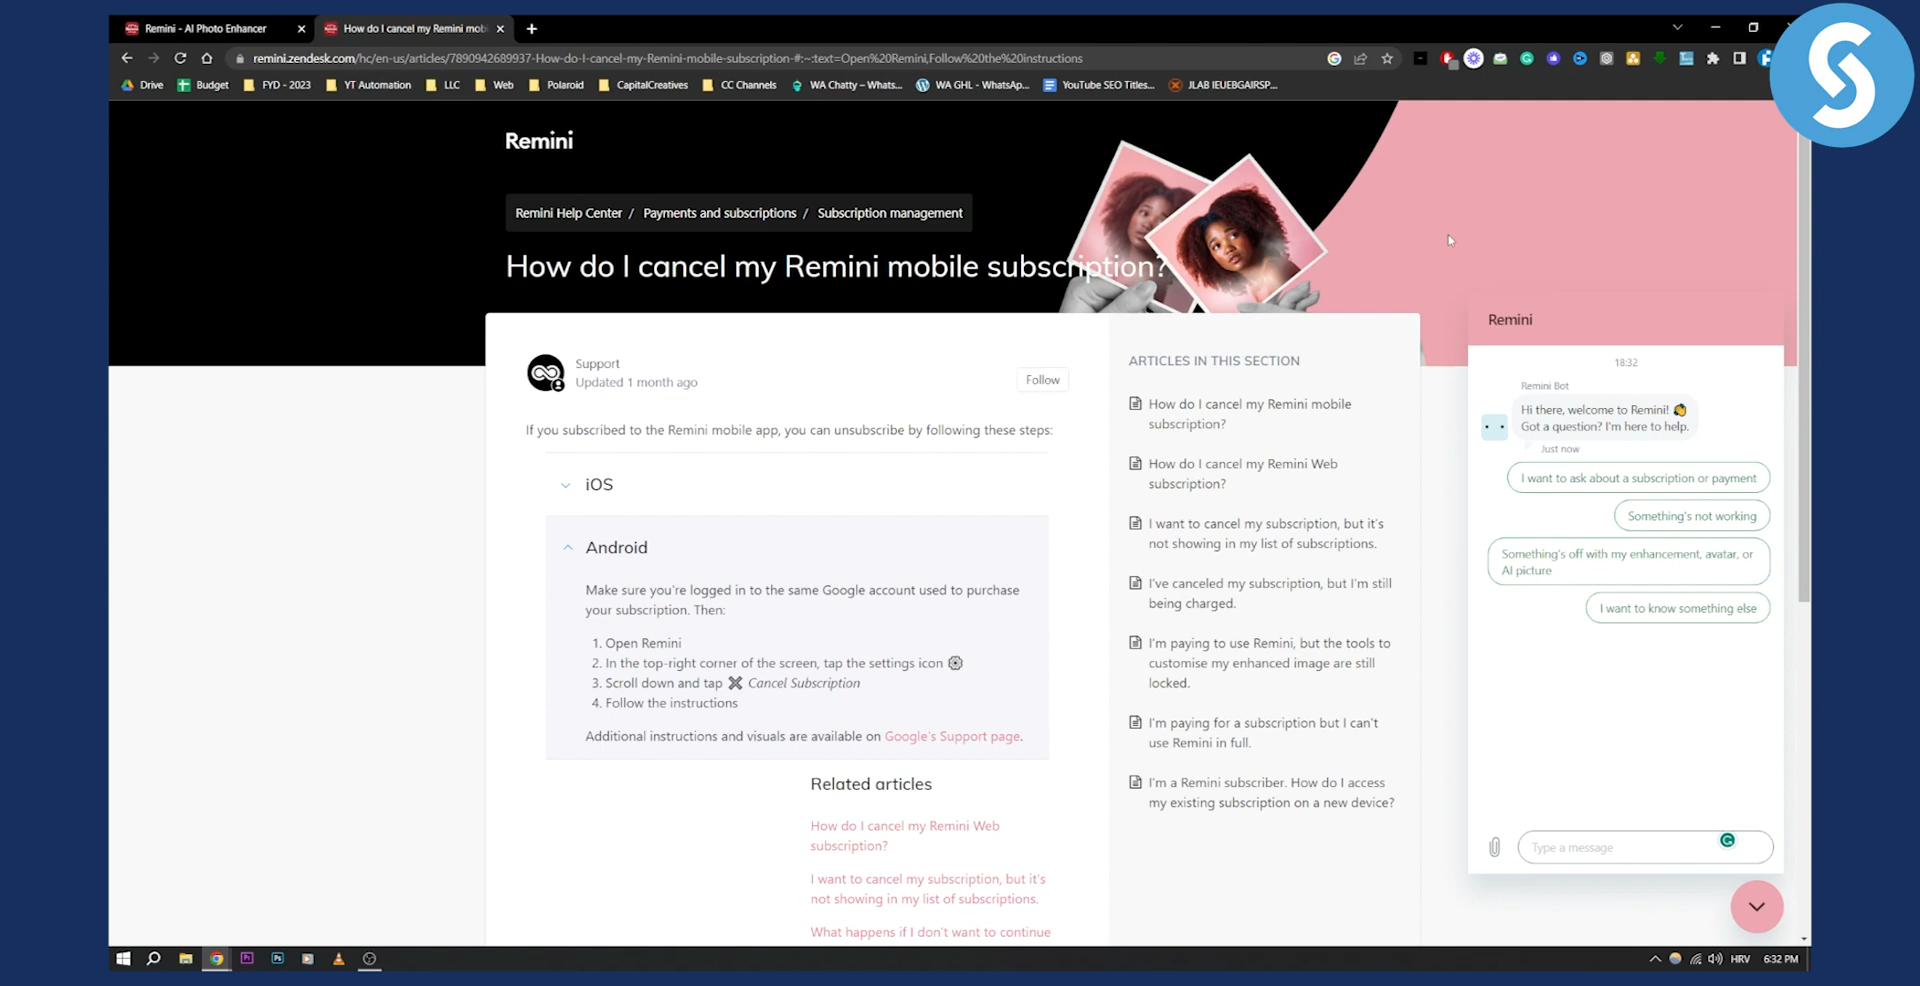 Remini - AI Photo Enhancer
How do I cancel my Remini mobi
remini.zendesk.com/hc/en-us/articles/7890942689937-How-do-I-cancel-my-Remini-mobile-subscription-#:~:text=Open%20Remini,Follow%20the%20instructions
Drive
Budget
FYD - 2023
YT Automation
LLC
Web
Polaroid
CapitalCreatives
CC Channels
WA Chatty – Whats...
WA GHL - WhatsAp...
YouTube SEO Titles...
JLAB IEUEBGAIRSP...
S
Remini
Remini Help Center / Payments and subscriptions / Subscription management
How do I cancel my Remini mobile subscription?
Support
Updated 1 month ago
Follow
If you subscribed to the Remini mobile app, you can unsubscribe by following these steps:
iOS
Android
Make sure you're logged in to the same Google account used to purchase
your subscription. Then:
1. Open Remini
2. In the top-right corner of the screen, tap the settings icon
3. Scroll down and tap Cancel Subscription
4. Follow the instructions
Additional instructions and visuals are available on Google's Support page.
Related articles
How do I cancel my Remini Web
subscription?
I want to cancel my subscription, but it's
not showing in my list of subscriptions.
What happens if I don't want to continue
ARTICLES IN THIS SECTION
How do I cancel my Remini mobile
subscription?
How do I cancel my Remini Web
subscription?
I want to cancel my subscription, but it's
not showing in my list of subscriptions.
I've canceled my subscription, but I'm still
being charged.
I'm paying to use Remini, but the tools to
customise my enhanced image are still
locked.
I'm paying for a subscription but I can't
use Remini in full.
I'm a Remini subscriber. How do I access
my existing subscription on a new device?
Remini
18:32
Remini Bot
Hi there, welcome to Remini!
Got a question? I'm here to help.
Just now
I want to ask about a subscription or payment
Something's not working
Something's off with my enhancement, avatar, or
AI picture
I want to know something else
Type a message
Pr
Ps
HRV
6:32 PM